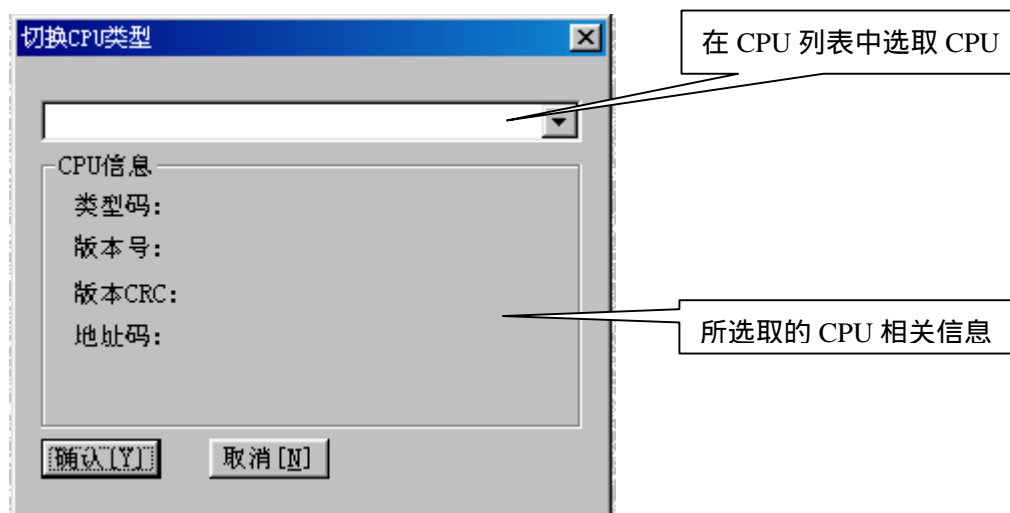 切换CPU类型
在 CPU 列表中选取 CPU
CPU信息
类型码:
版本号:
版本CRC:
地址码:
所选取的 CPU 相关信息
确认[Y]
取消[N]